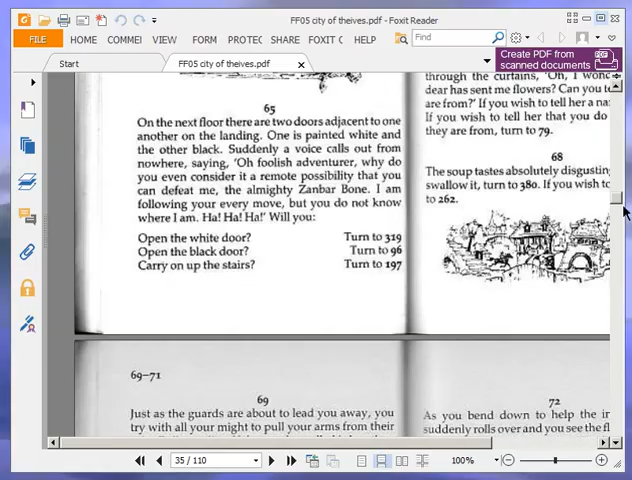 FF05 city of theives.pdf - Foxit Reader
FILE HOME COMMEI VIEW FORM PROTEC SHARE FOXIT C HELP Find
Create PDF from
scanned documents
Start FF05 city of theives.pdf
65
On the next floor there are two doors adjacent to one
another on the landing. One is painted white and
the other black. Suddenly a voice calls out from
nowhere, saying, 'Oh foolish adventurer, why do
you even consider it a remote possibility that you
can defeat me, the almighty Zanbar Bone. I am
following your every move, but you do not know
where I am. Ha! Ha! Ha!' Will you:
Open the white door? Turn to 319
Open the black door? Turn to 96
Carry on up the stairs? Turn to 197
through the curtains, 'Oh, I
dear has sent me flowers? Can you
are from?' If you wish to tell her a
If you wish to tell her that you do
they are from, turn to 79.
68
The soup tastes absolutely
swallow it, turn to 380. If you wish
to 262.
69–71
69
Just as the guards are about to lead you away, you
try with all your might to pull your arms from their
72
As you bend down to help the
suddenly rolls over and you see the
35 / 110 100%